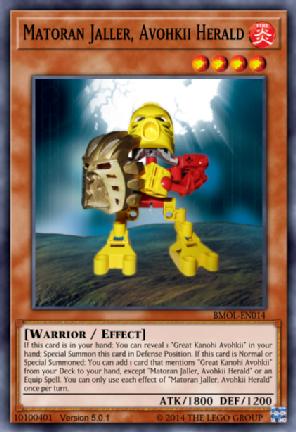 MATORAN JALLER, AVOHKII HERALD
炎
BMOL-EN014
[WARRIOR / EFFECT]
If this card is in your hand: You can reveal 1 "Great Kanohi Avohkii" in your
hand; Special Summon this card in Defense Position. If this card is Normal or
Special Summoned: You can add 1 card that mentions "Great Kanohi Avohkii"
from your Deck to your hand, except "Matoran Jaller, Avohkii Herald" or an
Equip Spell. You can only use each effect of "Matoran Jaller, Avohkii Herald"
once per turn.
ATK/1800 DEF/1200
10100401 Version 5.0.1 ©2014 THE LEGO GROUP